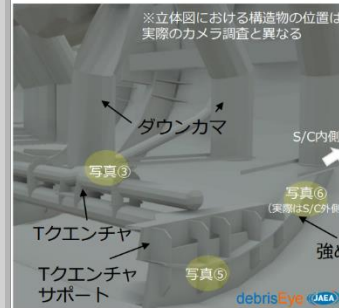 ※立体図における構造物の位置は
実際のカメラ調査と異なる
ダウンカマ
S/C内側
写真③
写真⑥
(実際はS/C外側
Tクエンチャ
強め
Tクエンチャ
サポート
写真⑤
debrisEye JAEA